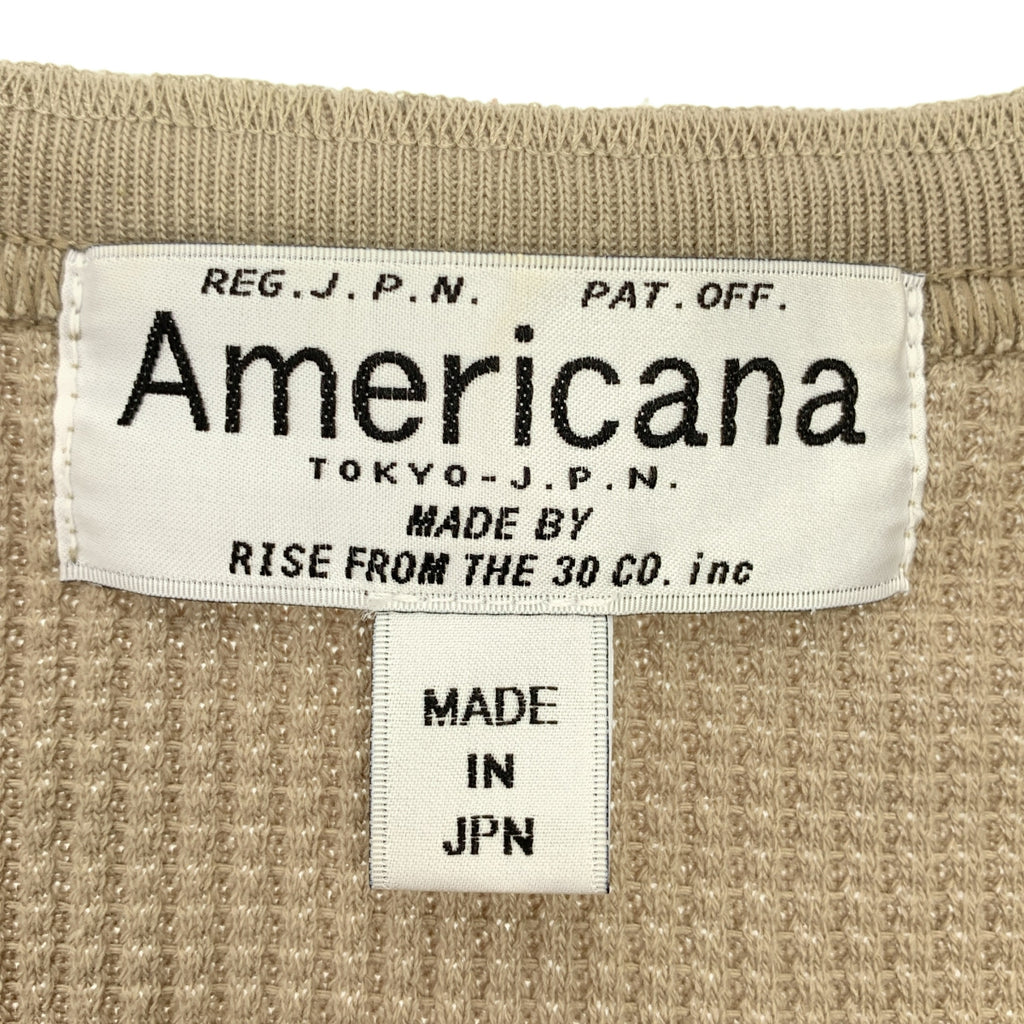 REG.J.P.N. PAT.OFF.
Americana
TOKYO-J.P.N.
MADE BY
RISE FROM THE 30 CO. inc
MADE
IN
JPN